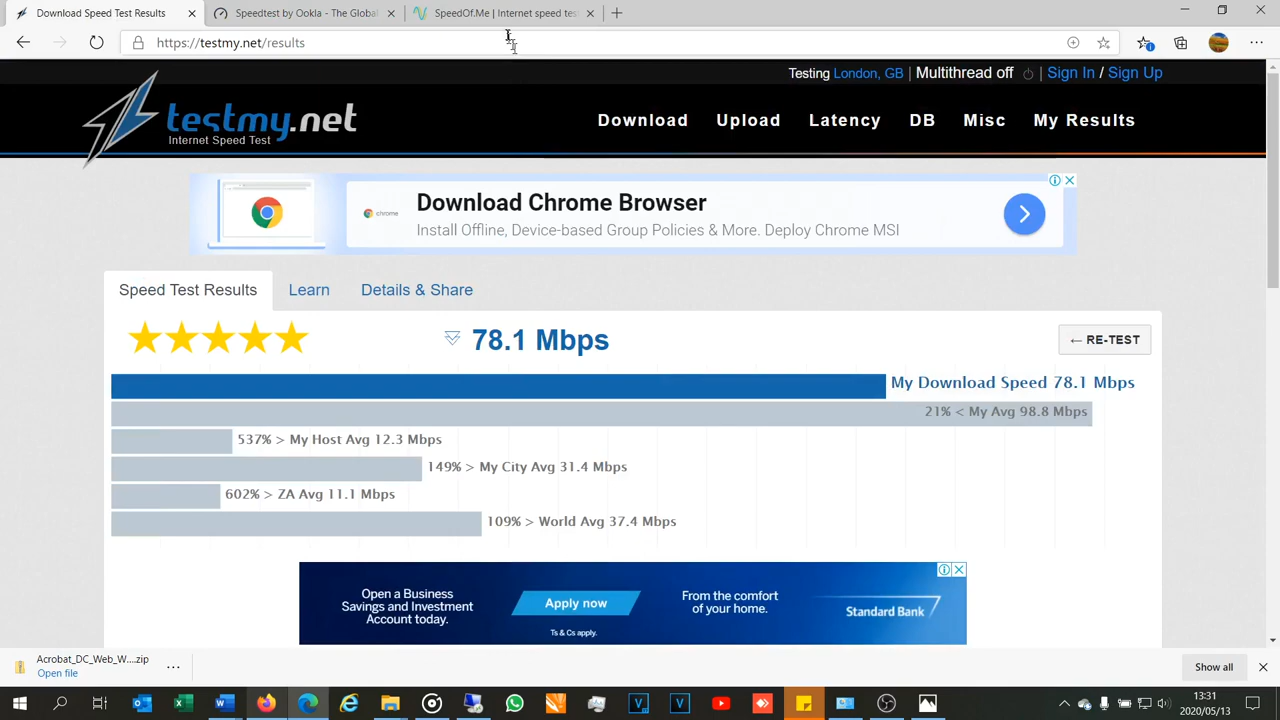 Download Speed Test Results
Speedtest by Ookla - The Global
SpeedOf.Me | Internet speed tes
https://testmy.net/results
Testing London, GB | Multithread off | Sign In / Sign Up
testmy.net
Internet Speed Test
Download Upload Latency DB Misc My Results
Download Chrome Browser
chrome
Install Offline, Device-based Group Policies & More. Deploy Chrome MSI
Speed Test Results
Learn
Details & Share
78.1 Mbps
← RE-TEST
My Download Speed 78.1 Mbps
21% < My Avg 98.8 Mbps
537% > My Host Avg 12.3 Mbps
149% > My City Avg 31.4 Mbps
602% > ZA Avg 11.1 Mbps
109% > World Avg 37.4 Mbps
Open a Business
Savings and Investment
Account today.
Apply now
Ts & Cs apply.
From the comfort
of your home.
Standard Bank
Acrobat_DC_Web_W....zip
Open file
Show all
13:31
2020/05/13